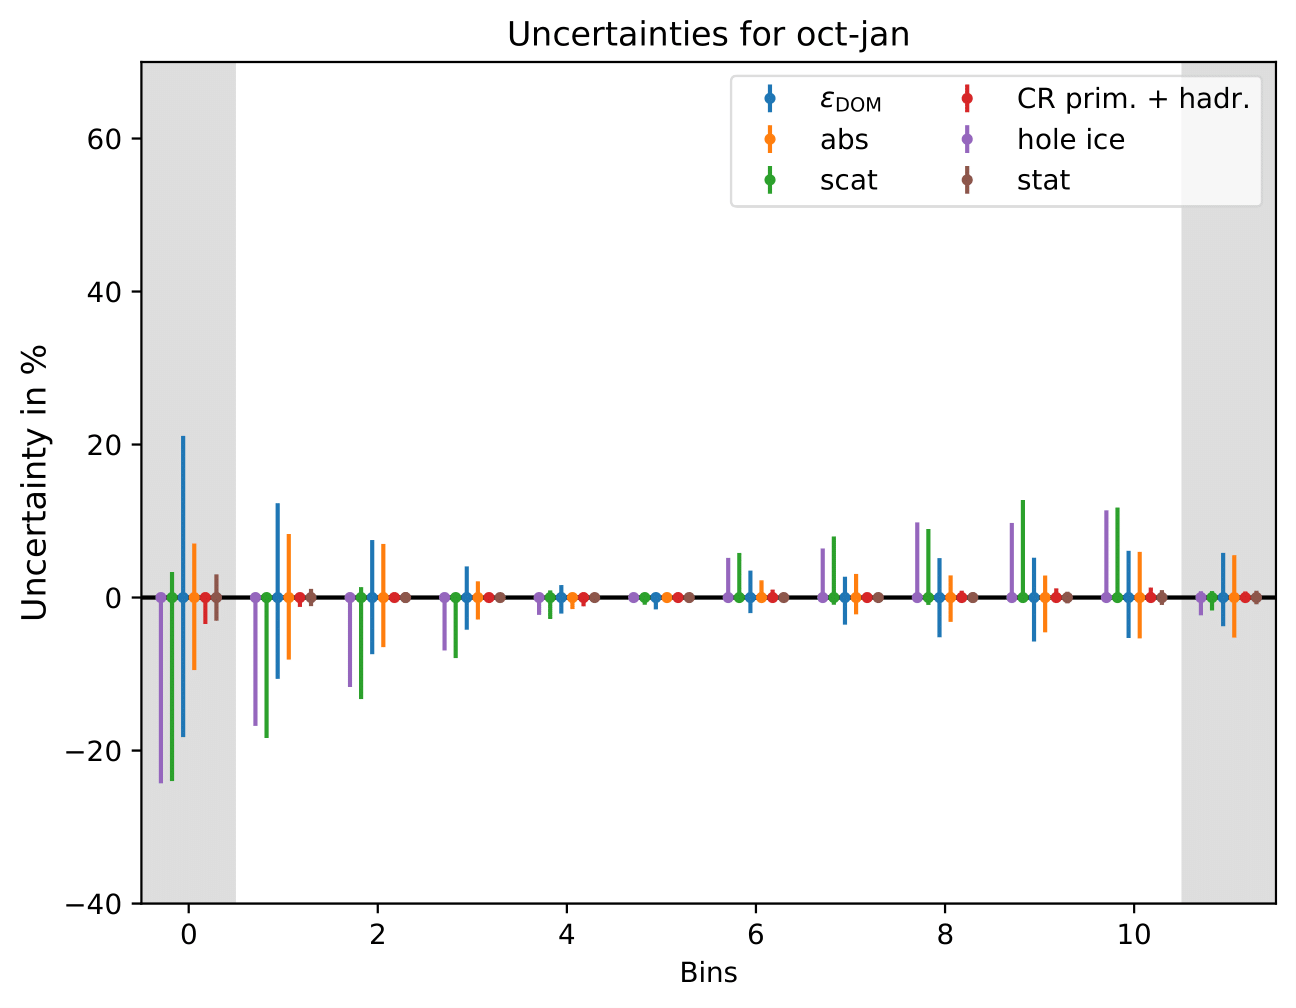 Uncertainties for oct-jan
εDOM
abs
scat
CR prim. + hadr.
hole ice
stat
Uncertainty in %
60
40
20
0
−20
−40
0 2 4 6 8 10
Bins